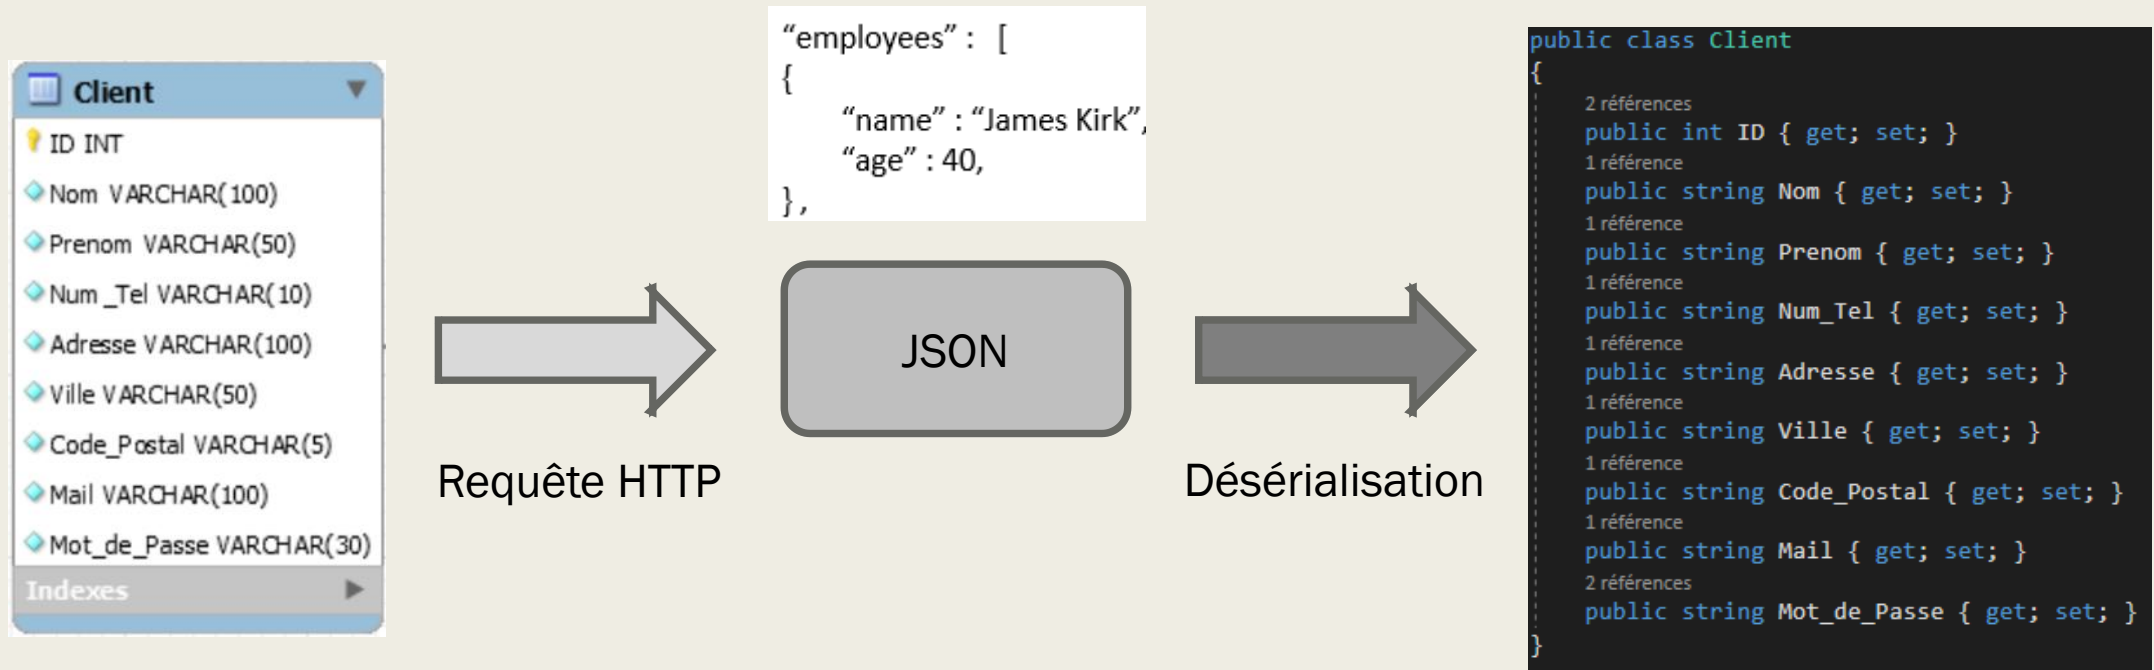 Client
ID INT
Nom VARCHAR(100)
Prenom VARCHAR(50)
Num_Tel VARCHAR(10)
Adresse VARCHAR(100)
Ville VARCHAR(50)
Code_Postal VARCHAR(5)
Mail VARCHAR(100)
Mot_de_Passe VARCHAR(30)
Indexes
Requête HTTP
“employees” : [
{
“name” : “James Kirk”,
“age” : 40,
},
JSON
Désérialisation
public class Client
{
2 références
public int ID { get; set; }
1 référence
public string Nom { get; set; }
1 référence
public string Prenom { get; set; }
1 référence
public string Num_Tel { get; set; }
1 référence
public string Adresse { get; set; }
1 référence
public string Ville { get; set; }
1 référence
public string Code_Postal { get; set; }
1 référence
public string Mail { get; set; }
2 références
public string Mot_de_Passe { get; set; }
}